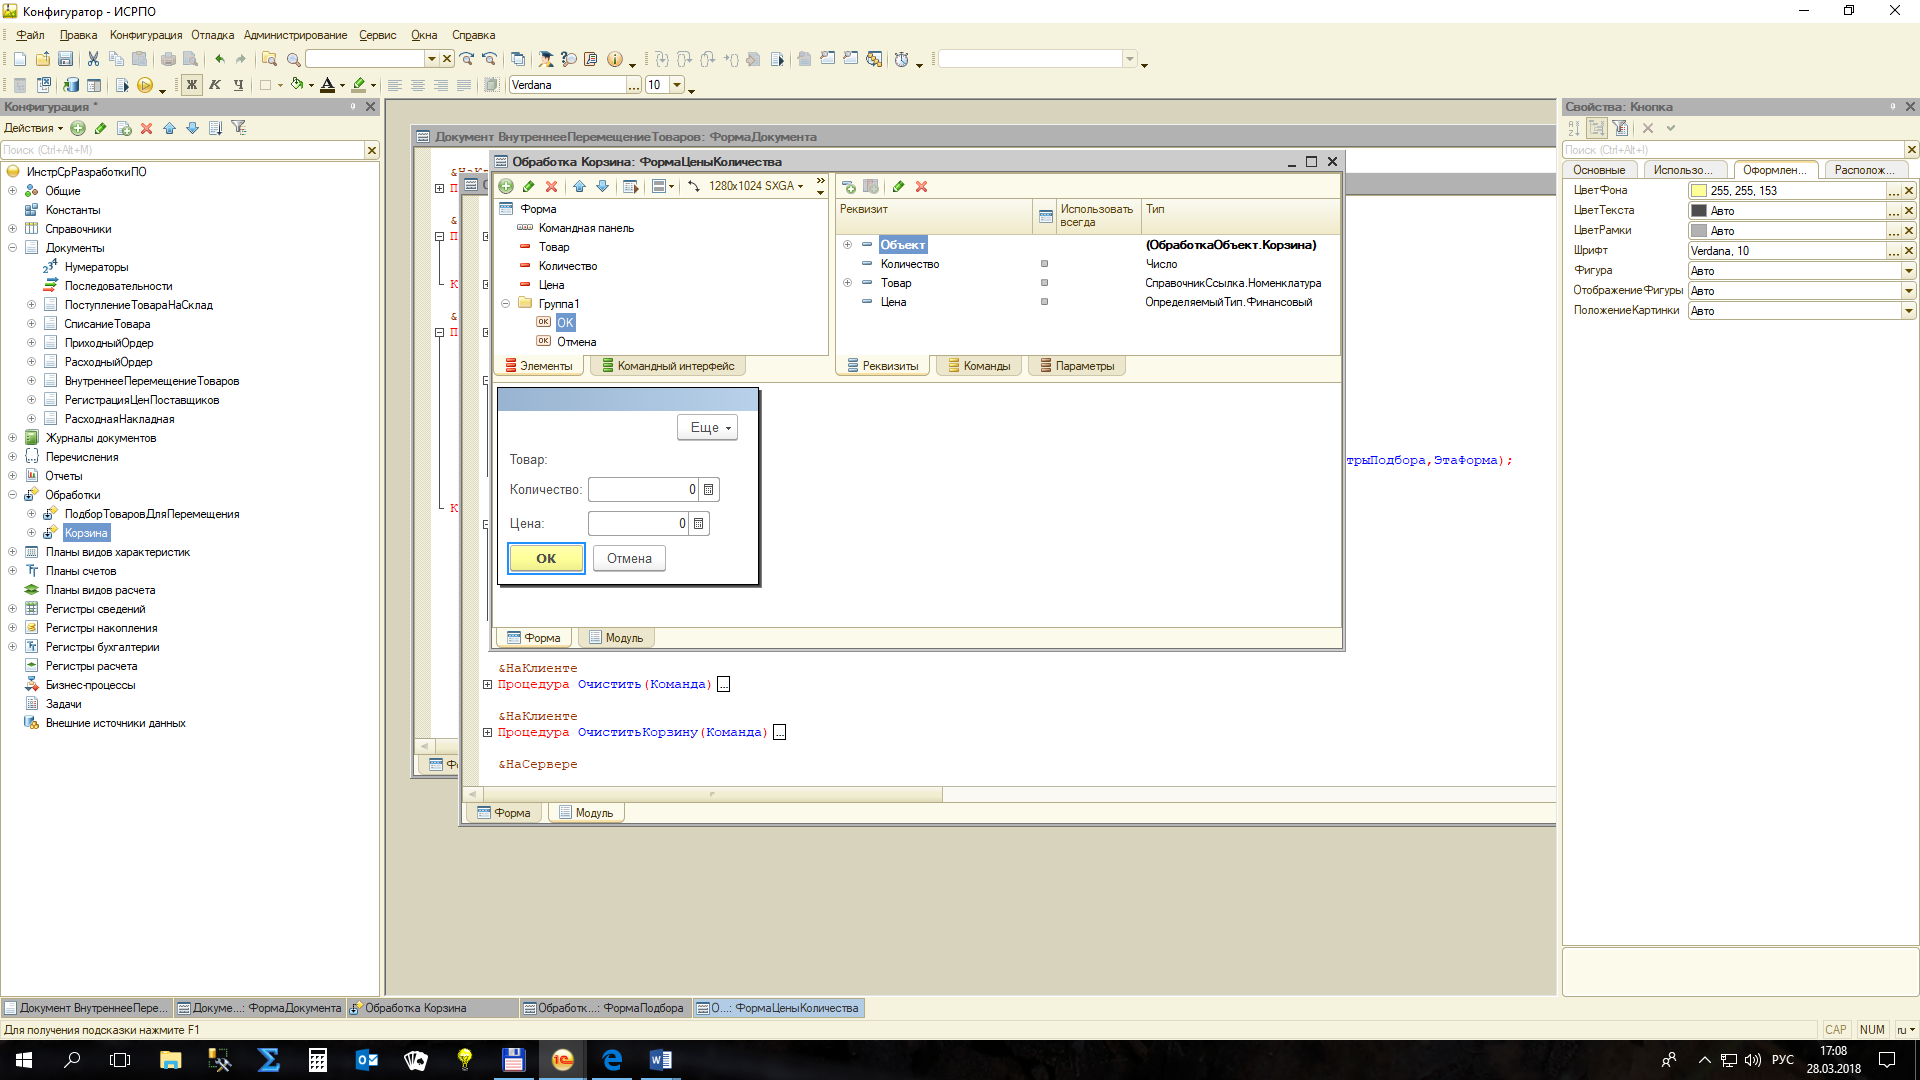 Конфигуратор - ИСРПО
Файл Правка Конфигурация Отладка Администрирование Сервис Окна Справка
Ж К Ч Verdana 10
Конфигурация *
Действия
Поиск (Ctrl+Alt+M)
ИнстрСрРазработкиПО
Общие
Константы
Справочники
Документы
Нумераторы
Последовательности
ПоступлениеТовараНаСклад
СписаниеТовара
ПриходныйОрдер
РасходныйОрдер
ВнутреннееПеремещениеТоваров
РегистрацияЦенПоставщиков
РасходнаяНакладная
Журналы документов
Перечисления
Отчеты
Обработки
ПодборТоваровДляПеремещения
Корзина
Планы видов характеристик
Планы счетов
Планы видов расчета
Регистры сведений
Регистры накопления
Регистры бухгалтерии
Регистры расчета
Бизнес-процессы
Задачи
Внешние источники данных
Документ ВнутреннееПеремещениеТоваров: ФормаДокумента
Обработка Корзина: ФормаЦеныКоличества
1280x1024 SXGA
Форма
Командная панель
Товар
Количество
Цена
Группа1
OK ОК
OK Отмена
Элементы Командный интерфейс
Реквизит Использовать всегда Тип
Объект (ОбработкаОбъект.Корзина)
Количество Число
Товар СправочникСсылка.Номенклатура
Цена ОпределяемыйТип.Финансовый
Реквизиты Команды Параметры
Еще
Товар:
Количество: 0
Цена: 0
ОК Отмена
Форма Модуль
трыПодбора,ЭтаФорма);
&НаКлиенте
Процедура Очистить(Команда) ...
&НаКлиенте
Процедура ОчиститьКорзину(Команда) ...
&НаСервере
Форма Модуль
Свойства: Кнопка
Поиск (Ctrl+Alt+I)
Основные Использо... Оформлен... Располож...
ЦветФона 255, 255, 153
ЦветТекста Авто
ЦветРамки Авто
Шрифт Verdana, 10
Фигура Авто
ОтображениеФигуры Авто
ПоложениеКартинки Авто
Документ ВнутреннееПере... Докуме...: ФормаДокумента Обработка Корзина Обработк...: ФормаПодбора О...: ФормаЦеныКоличества
Для получения подсказки нажмите F1 CAP NUM ru
РУС 17:08
28.03.2018